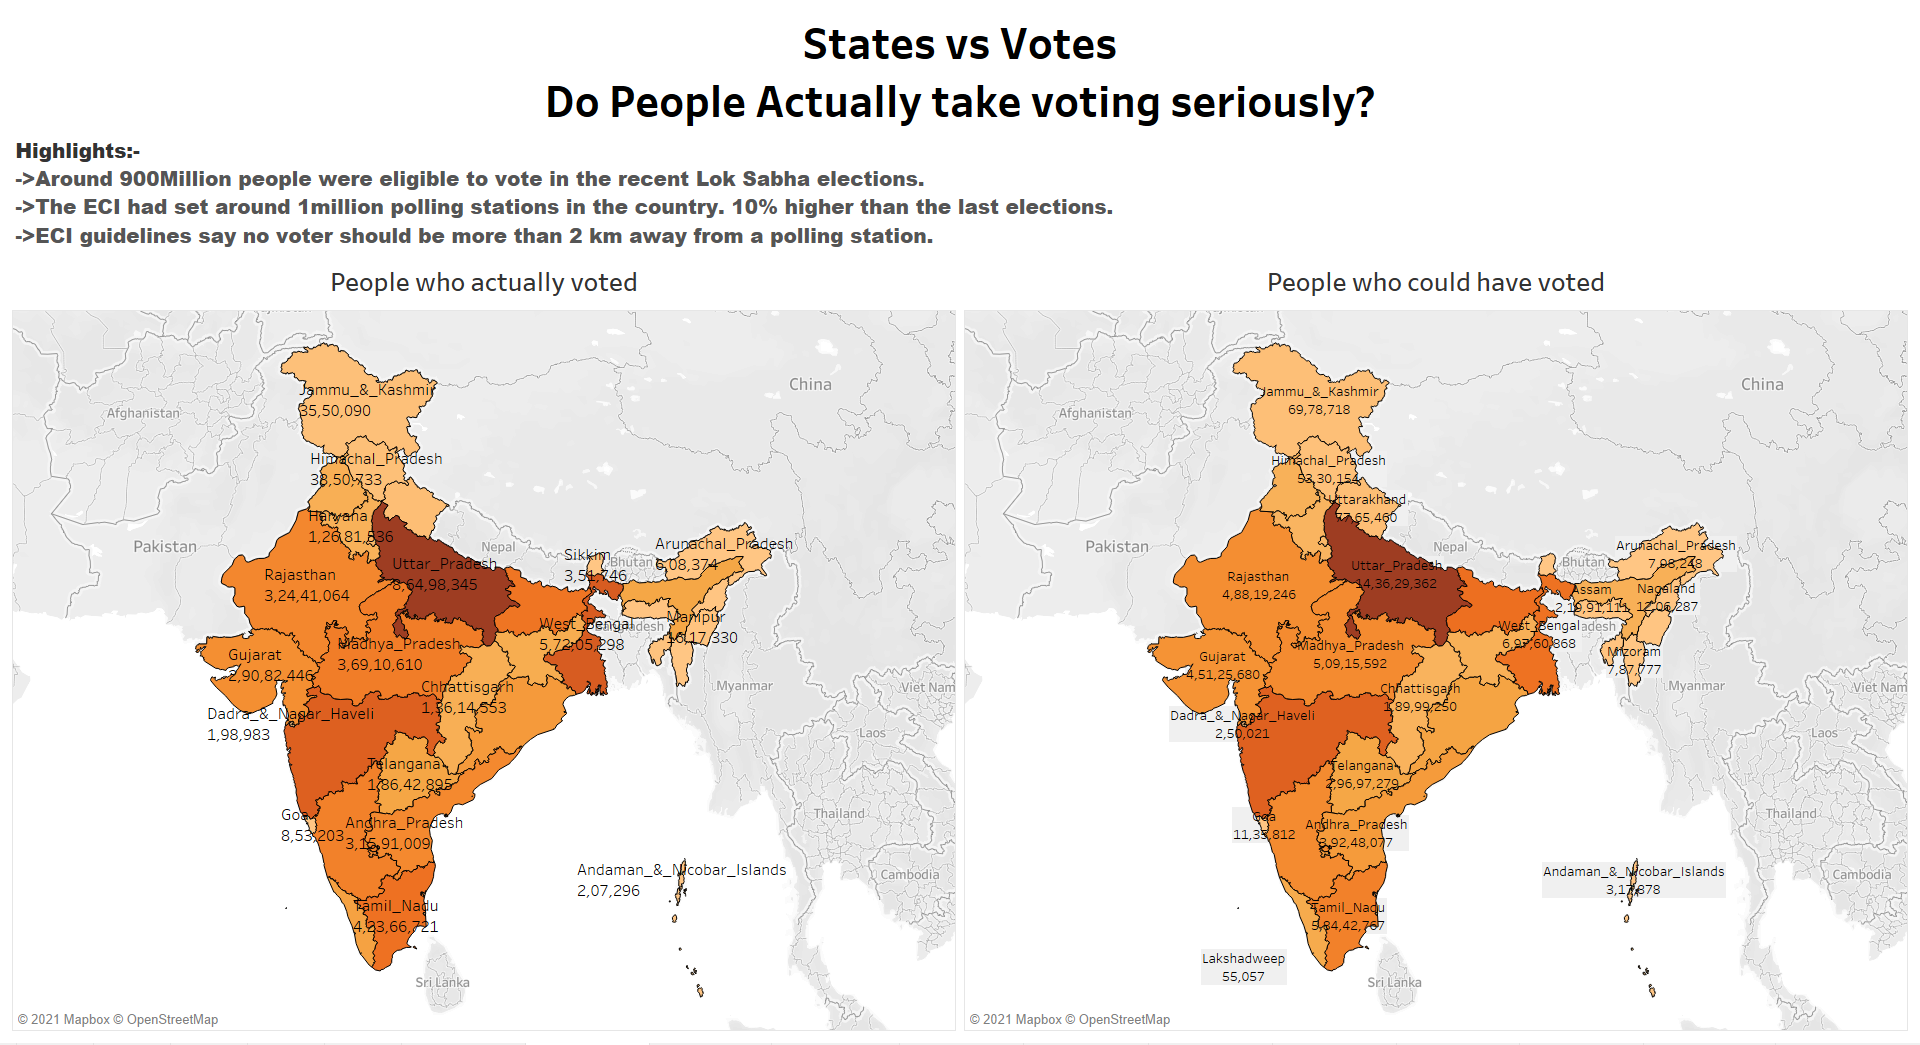 States vs Votes
Do People Actually take voting seriously?
Highlights:-
->Around 900Million people were eligible to vote in the recent Lok Sabha elections.
->The ECI had set around 1million polling stations in the country. 10% higher than the last elections.
->ECI guidelines say no voter should be more than 2 km away from a polling station.
People who actually voted
China
Jammu_&_Kashmir
35,50,090
Afghanistan
Himachal_Pradesh
38,50,733
Haryana
1,26,81,536
Pakistan
Nepal
Arunachal_Pradesh
6,08,374
Sikkim
3,51,746
Bhutan
Uttar_Pradesh
8,64,98,345
Rajasthan
3,24,41,064
Manipur
16,17,330
West_Bengal
5,72,05,298
Madhya_Pradesh
3,69,10,610
Gujarat
2,90,82,446
Chhattisgarh
1,36,14,553
Myanmar
Viet Nam
Dadra_&_Nagar_Haveli
1,98,983
Laos
Telangana
1,86,42,895
Goa
8,53,203
Andhra_Pradesh
3,15,91,009
Thailand
Andaman_&_Nicobar_Islands
2,07,296
Cambodia
Tamil_Nadu
4,23,66,721
Sri Lanka
© 2021 Mapbox © OpenStreetMap
People who could have voted
China
Jammu_&_Kashmir
69,78,718
Afghanistan
Himachal_Pradesh
53,30,154
Uttarakhand
77,65,460
Pakistan
Nepal
Arunachal_Pradesh
7,98,248
Bhutan
Uttar_Pradesh
14,36,29,362
Rajasthan
4,88,19,246
Assam
2,19,91,111
Nagaland
12,06,287
West_Bengal
6,97,60,868
Madhya_Pradesh
5,09,15,592
Mizoram
7,87,777
Gujarat
4,51,25,680
Chhattisgarh
1,89,99,250
Myanmar
Viet Nam
Dadra_&_Nagar_Haveli
2,50,021
Laos
Telangana
2,96,97,279
Goa
11,35,812
Andhra_Pradesh
3,92,48,077
Thailand
Andaman_&_Nicobar_Islands
Cambodia
Tamil_Nadu
5,84,42,767
Lakshadweep
55,057
Sri Lanka
© 2021 Mapbox © OpenStreetMap